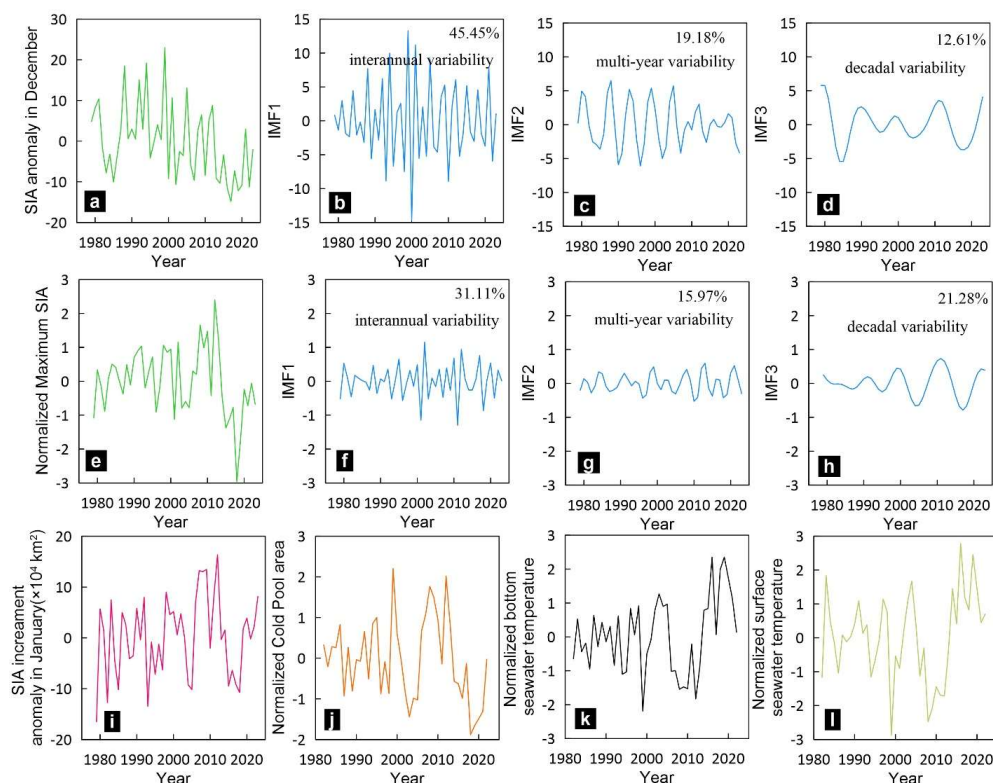 SIA anomaly in December
30
20
10
0
-10
-20
1980 1990 2000 2010 2020
Year
a
IMF1
15
10
5
0
-5
-10
-15
45.45%
interannual variability
1980 1990 2000 2010 2020
Year
b
IMF2
15
10
5
0
-5
-10
-15
19.18%
multi-year variability
1980 1990 2000 2010 2020
Year
c
IMF3
15
10
5
0
-5
-10
-15
12.61%
decadal variability
1980 1990 2000 2010 2020
Year
d
Normalized Maximum SIA
3
2
1
0
-1
-2
-3
1980 1990 2000 2010 2020
Year
e
IMF1
3
2
1
0
-1
-2
-3
31.11%
interannual variability
1980 1990 2000 2010 2020
Year
f
IMF2
3
2
1
0
-1
-2
-3
15.97%
multi-year variability
1980 1990 2000 2010 2020
Year
g
IMF3
3
2
1
0
-1
-2
-3
21.28%
decadal variability
1980 1990 2000 2010 2020
Year
h
SIA increament
anomaly in January(×10⁴ km²)
20
10
0
-10
-20
1980 1990 2000 2010 2020
Year
i
Normalized Cold Pool area
3
2
1
0
-1
-2
1980 1990 2000 2010 2020
Year
j
Normalized bottom
seawater temperature
3
2
1
0
-1
-2
-3
1980 1990 2000 2010 2020
Year
k
Normalized surface
seawater temperature
3
2
1
0
-1
-2
-3
1980 1990 2000 2010 2020
Year
l